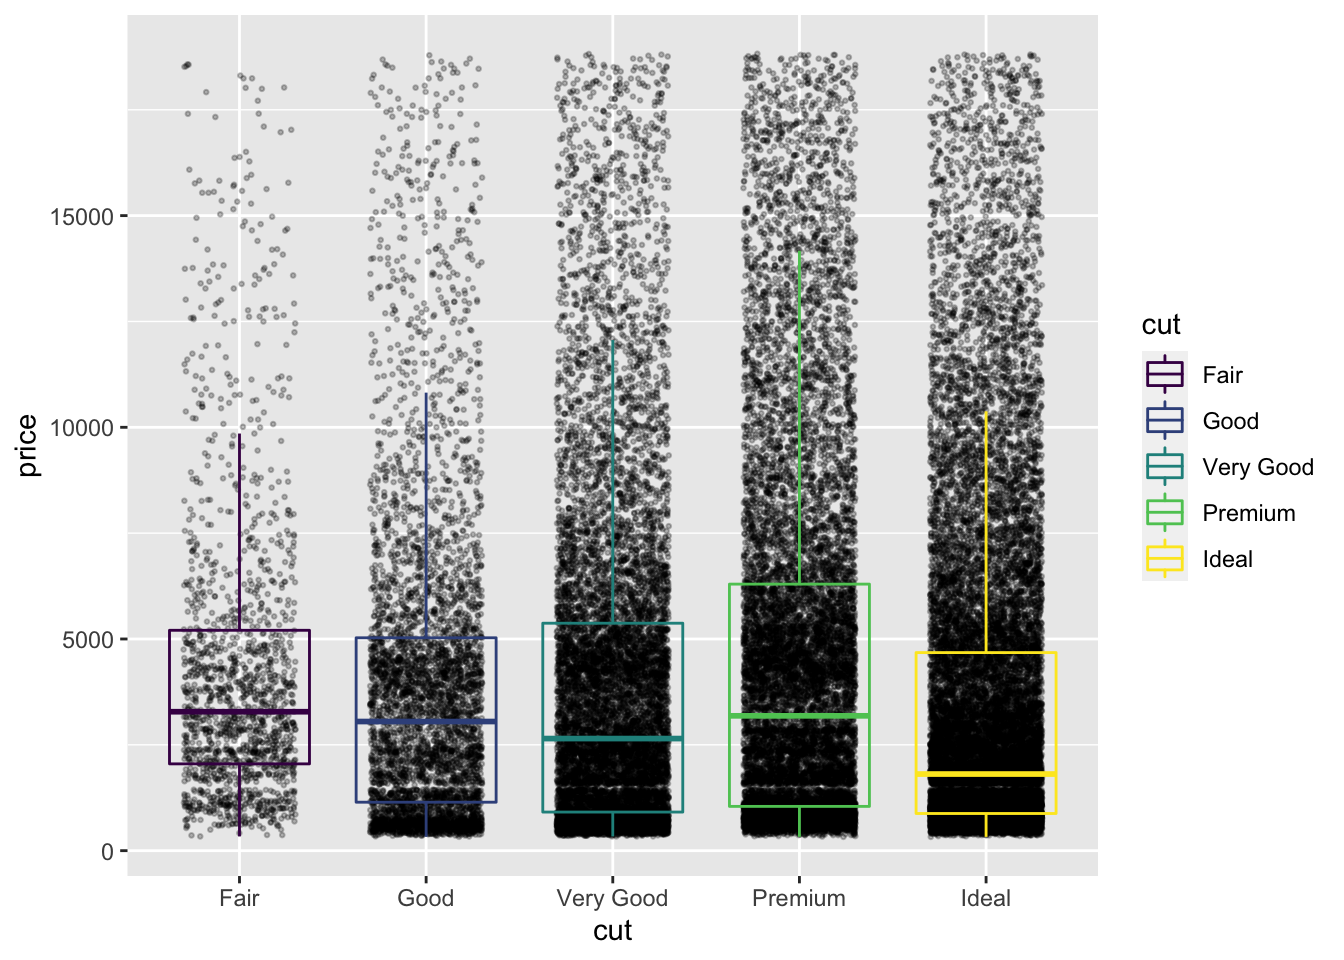 price
15000
10000
5000
0
Fair
Good
Very Good
Premium
Ideal
cut
cut
Fair
Good
Very Good
Premium
Ideal